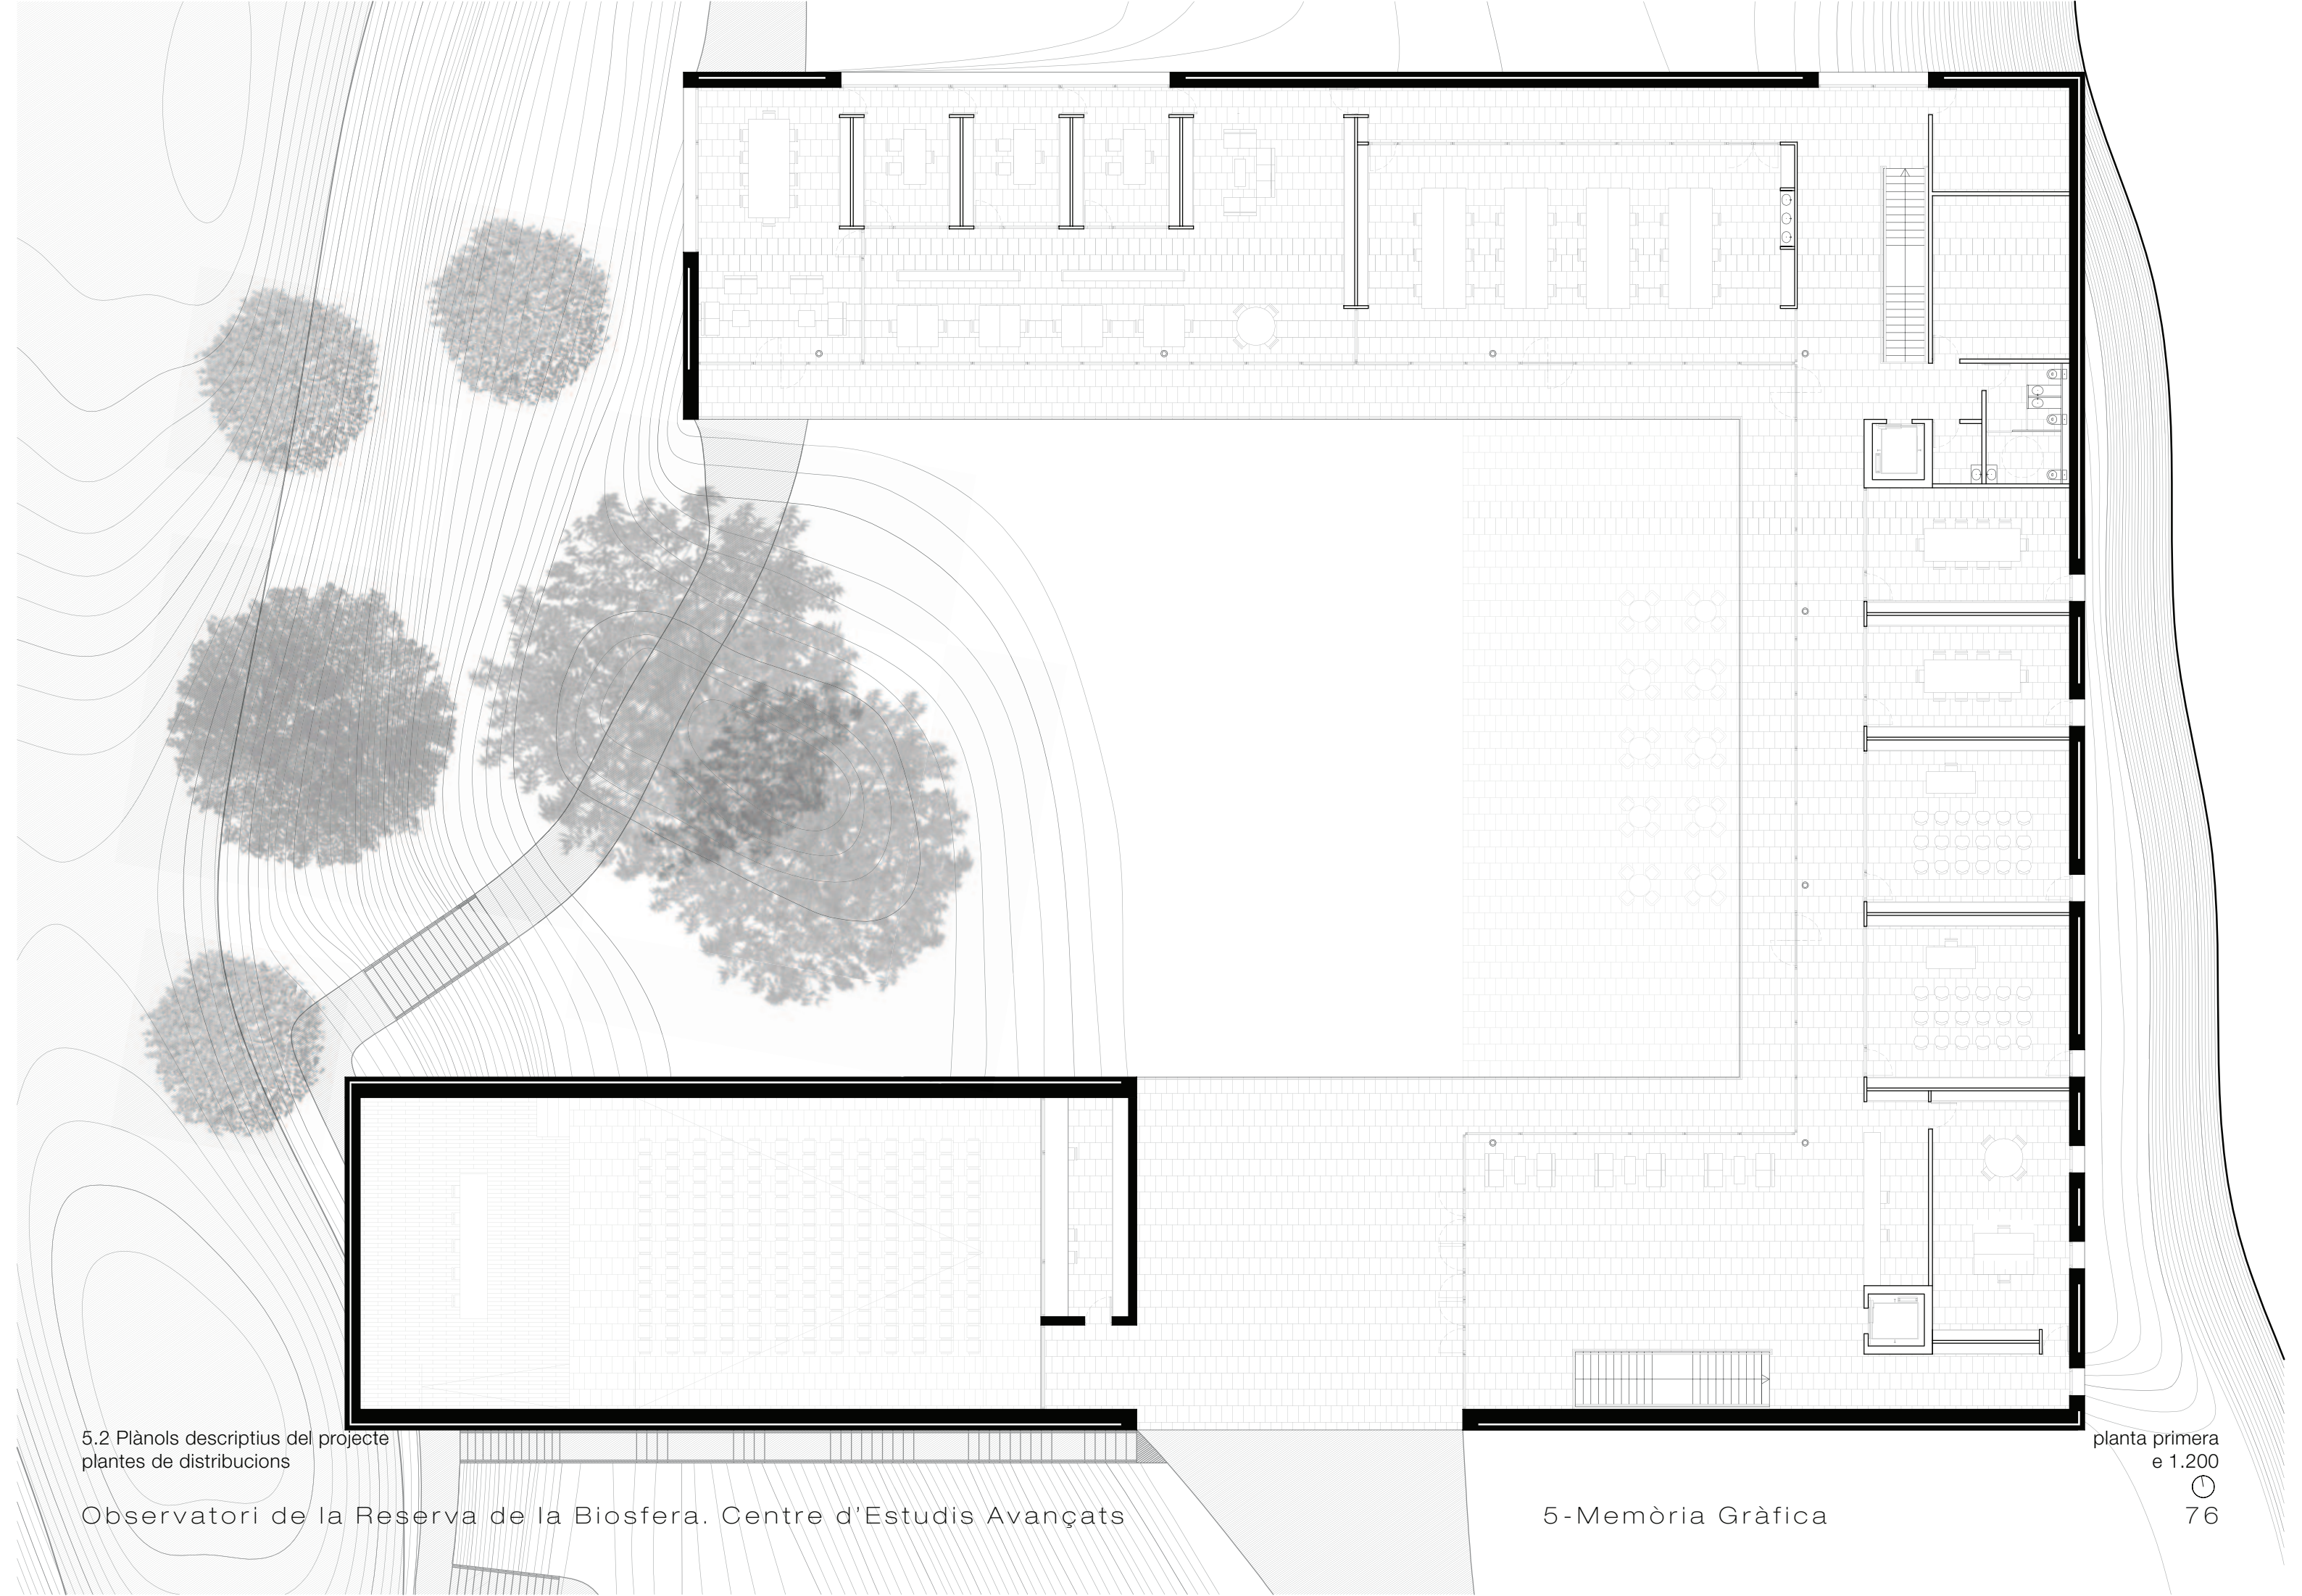 5.2 Plànols descriptius del projecte
plantes de distribucions
planta primera
e 1.200
Observatori de la Reserva de la Biosfera. Centre d'Estudis Avançats
5-Memòria Gràfica
76